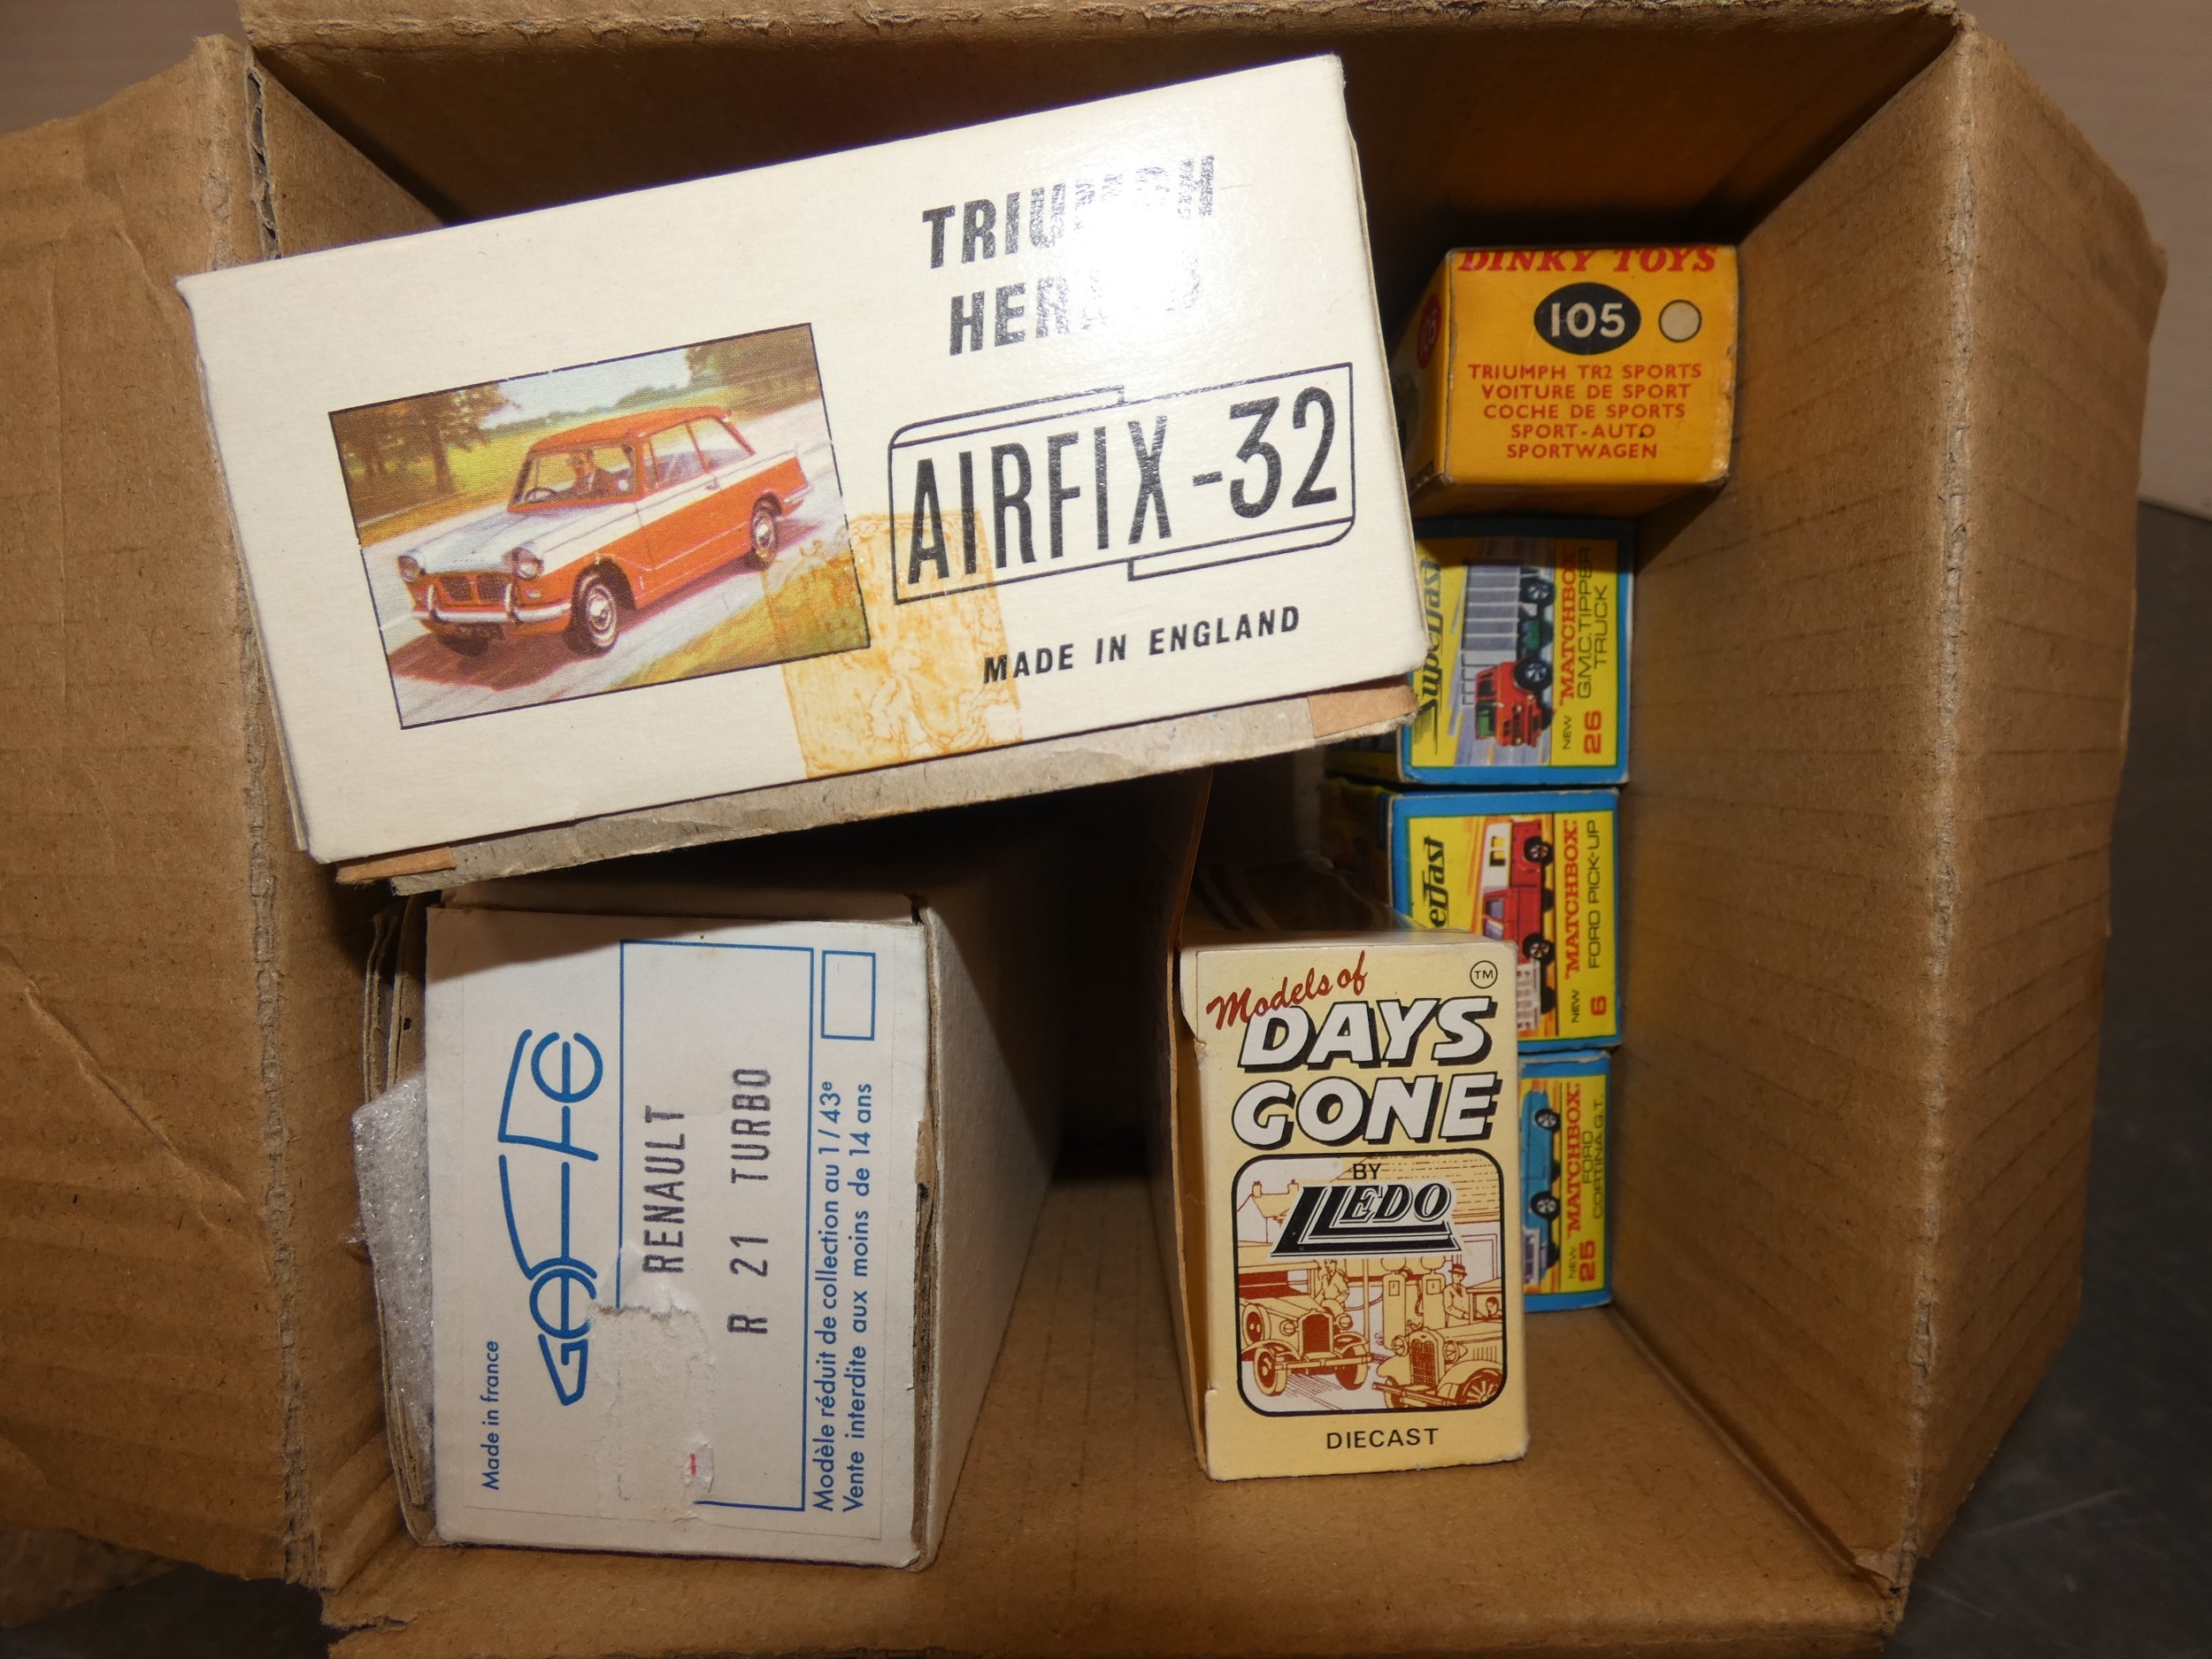 TRIUMPH
HERALD
AIRFIX-32
MADE IN ENGLAND
DINKY TOYS
105
TRIUMPH TR2 SPORTS
VOITURE DE SPORT
COCHE DE SPORTS
SPORT-AUTO
SPORTWAGEN
105
Superfast
NEW "MATCHBOX"
26 G.M.C. TIPPER
TRUCK
erfast
NEW "MATCHBOX"
6 FORD PICK-UP
NEW "MATCHBOX"
25 FORD
CORTINA G.T.
Made in france
RENAULT
R 21 TURBO
Modèle réduit de collection au 1/43e
Vente interdite aux moins de 14 ans
Models of
TM
DAYS
GONE
BY
LLEDO
DIECAST